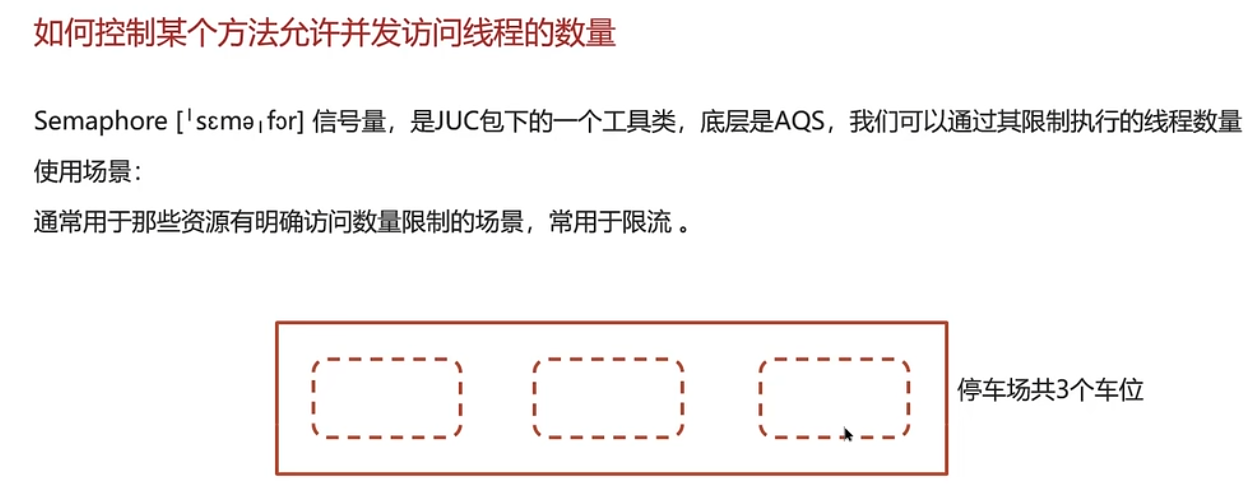 如何控制某个方法允许并发访问线程的数量
Semaphore [ˈsɛməˌfɔr] 信号量，是JUC包下的一个工具类，底层是AQS，我们可以通过其限制执行的线程数量
使用场景：
通常用于那些资源有明确访问数量限制的场景，常用于限流 。
停车场共3个车位